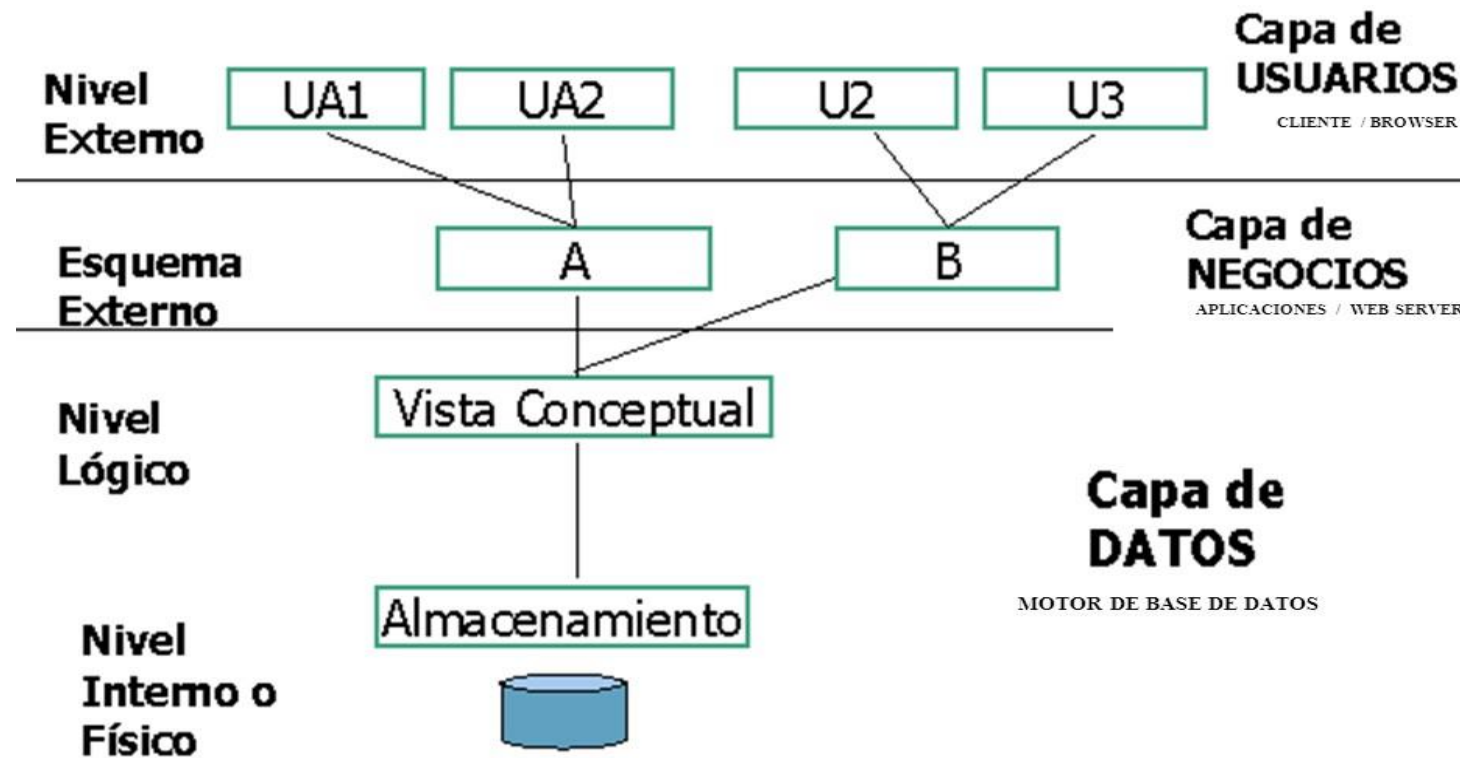 Capa de
USUARIOS
CLIENTE / BROWSER
Nivel
Externo
UA1
UA2
U2
U3
Esquema
Externo
A
B
Capa de
NEGOCIOS
APLICACIONES / WEB SERVER
Nivel
Lógico
Vista Conceptual
Capa de
DATOS
MOTOR DE BASE DE DATOS
Nivel
Interno o
Físico
Almacenamiento